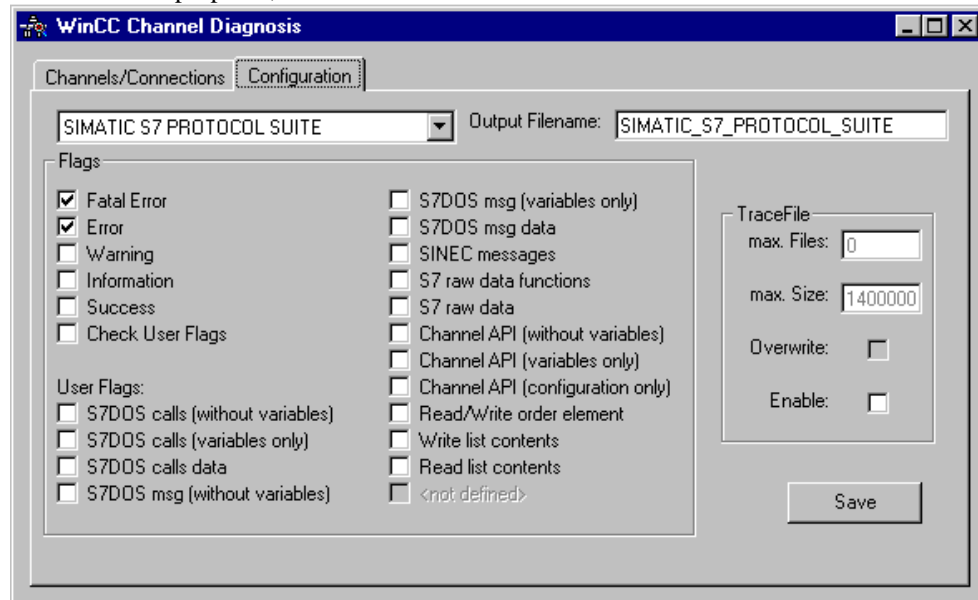 WinCC Channel Diagnosis
Channels/Connections
Configuration
SIMATIC S7 PROTOCOL SUITE
Output Filename:
SIMATIC_S7_PROTOCOL_SUITE
Flags
Fatal Error
Error
Warning
Information
Success
Check User Flags
User Flags:
S7DOS calls (without variables)
S7DOS calls (variables only)
S7DOS calls data
S7DOS msg (without variables)
S7DOS msg (variables only)
S7DOS msg data
SINEC messages
S7 raw data functions
S7 raw data
Channel API (without variables)
Channel API (variables only)
Channel API (configuration only)
Read/Write order element
Write list contents
Read list contents
<not defined>
TraceFile
max. Files: 0
max. Size: 1400000
Overwrite:
Enable:
Save